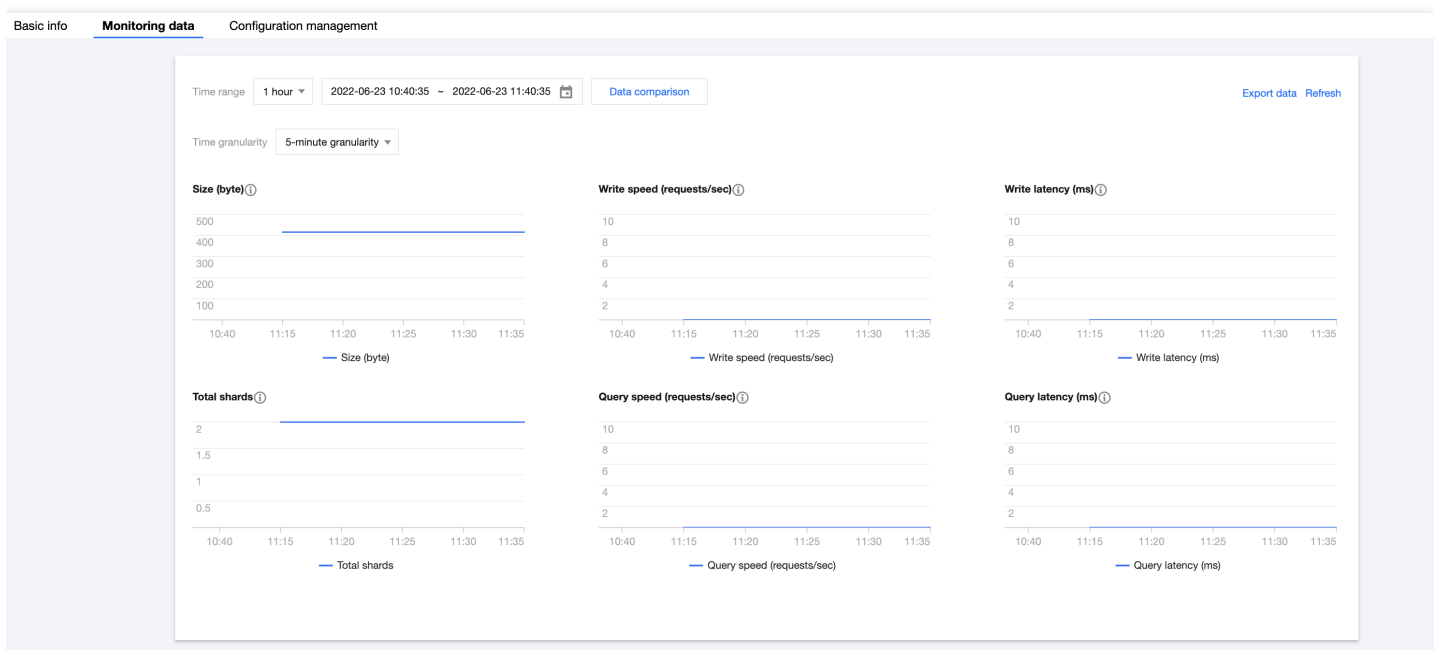 Basic info Monitoring data Configuration management
Time range 1 hour 2022-06-23 10:40:35 ~ 2022-06-23 11:40:35 Data comparison Export data Refresh
Time granularity 5-minute granularity
Size (byte) Write speed (requests/sec) Write latency (ms)
500 10 10
400 8 8
300 6 6
200 4 4
100 2 2
10:40 11:15 11:20 11:25 11:30 11:35 10:40 11:15 11:20 11:25 11:30 11:35 10:40 11:15 11:20 11:25 11:30 11:35
Size (byte) Write speed (requests/sec) Write latency (ms)
Total shards Query speed (requests/sec) Query latency (ms)
2 10 10
1.5 8 8
1 6 6
0.5 4 4
2 2
10:40 11:15 11:20 11:25 11:30 11:35 10:40 11:15 11:20 11:25 11:30 11:35 10:40 11:15 11:20 11:25 11:30 11:35
Total shards Query speed (requests/sec) Query latency (ms)